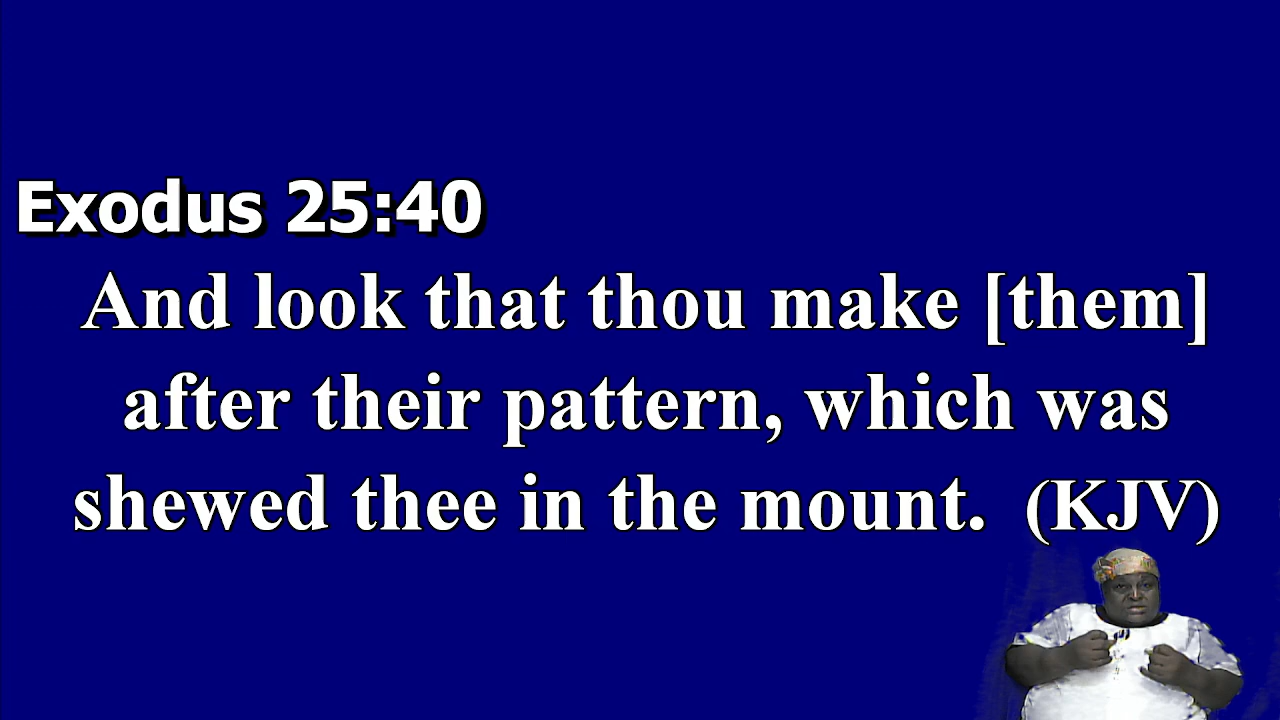 Exodus 25:40
And look that thou make [them]
after their pattern, which was
shewed thee in the mount. (KJV)